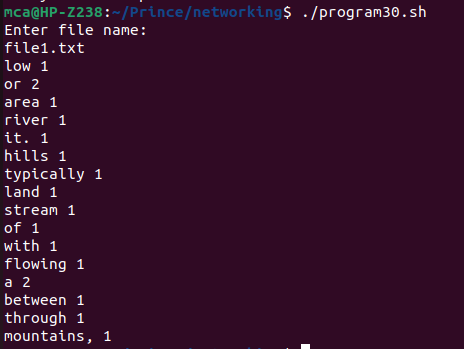 mca@HP-Z238:~/Prince/networking$ ./program30.sh
Enter file name:
file1.txt
low 1
or 2
area 1
river 1
it. 1
hills 1
typically 1
land 1
stream 1
of 1
with 1
flowing 1
a 2
between 1
through 1
mountains, 1